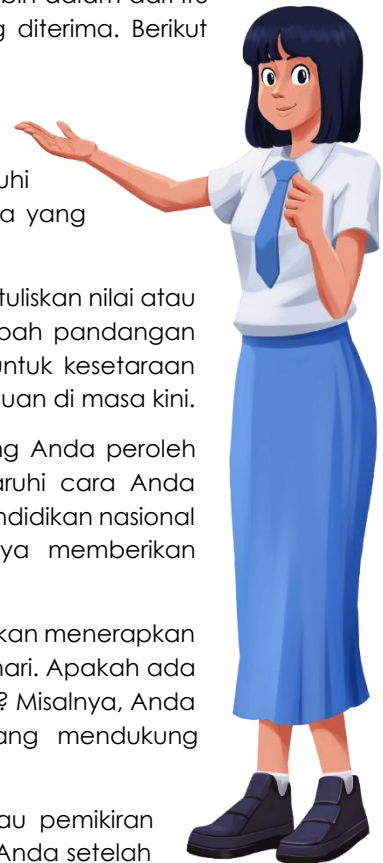 dalam dari itu
g diterima. Berikut
uhi
a yang
tuliskan nilai atau
bah pandangan
untuk kesetaraan
uan di masa kini.
ng Anda peroleh
aruhi cara Anda
ndidikan nasional
ya memberikan
kan menerapkan
hari. Apakah ada
? Misalnya, Anda
ang mendukung
au pemikiran
Anda setelah